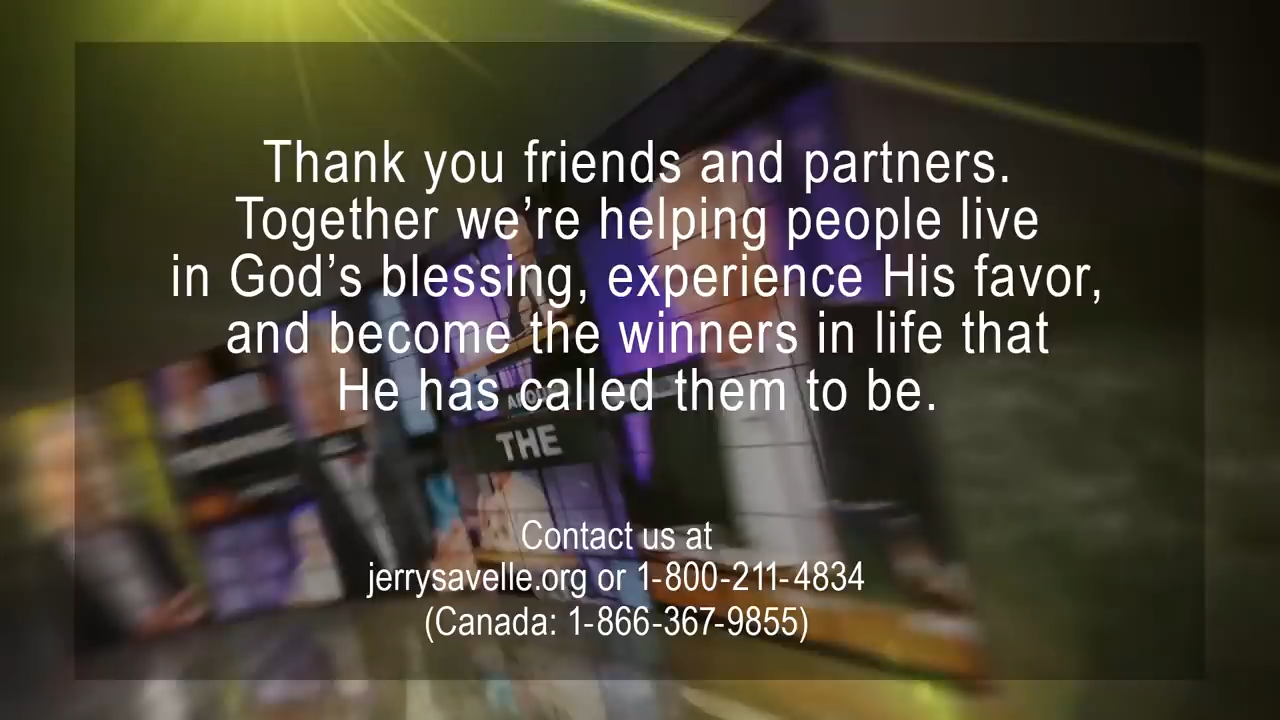 Thank you friends and partners.
Together we’re helping people live
in God’s blessing, experience His favor,
and become the winners in life that
He has called them to be.
THE
Contact us at
jerrysavelle.org or 1-800-211-4834
(Canada: 1-866-367-9855)